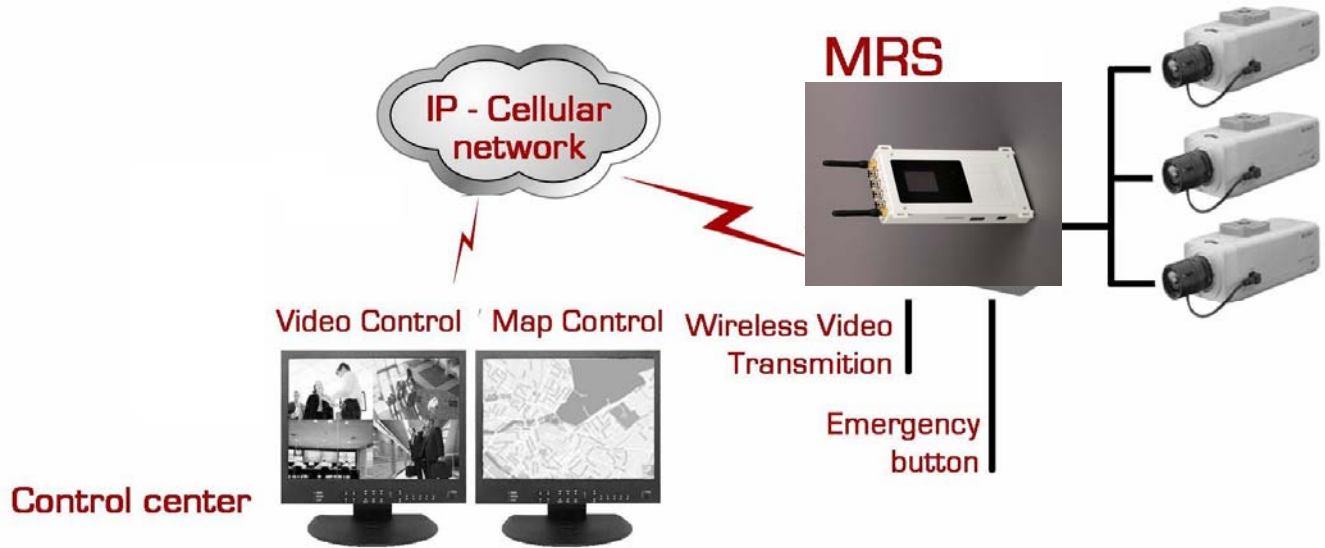 MRS
IP - Cellular
network
Video Control
Map Control
Wireless Video
Transmition
Emergency
button
Control center